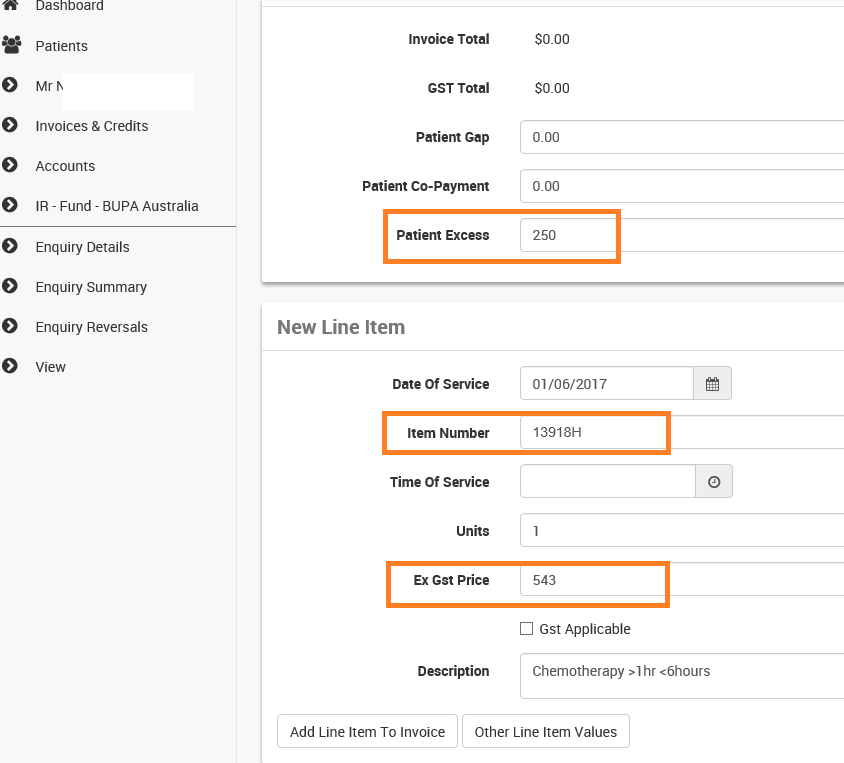 Dashboard
Patients
Mr
Invoices & Credits
Accounts
IR - Fund - BUPA Australia
Enquiry Details
Enquiry Summary
Enquiry Reversals
View
Invoice Total $0.00
GST Total $0.00
Patient Gap 0.00
Patient Co-Payment 0.00
Patient Excess 250
New Line Item
Date Of Service 01/06/2017
Item Number 13918H
Time Of Service
Units 1
Ex Gst Price 543
Gst Applicable
Description Chemotherapy >1hr <6hours
Add Line Item To Invoice Other Line Item Values